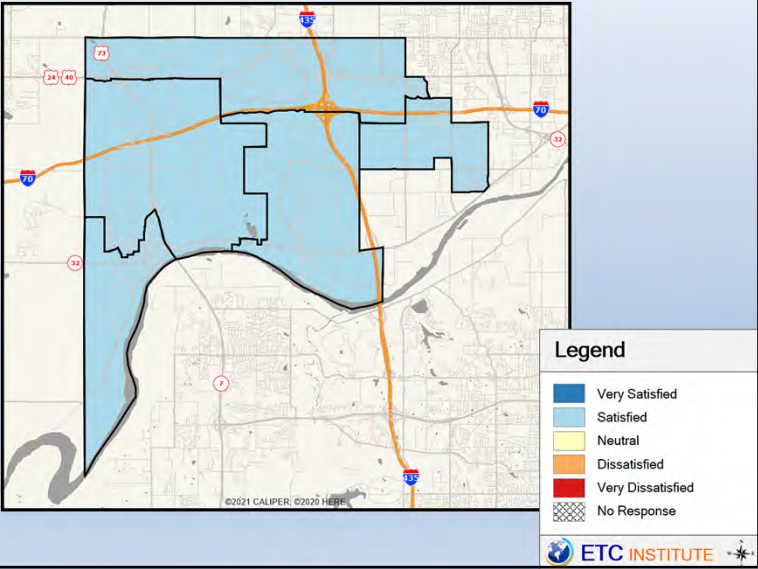 435
73
24
40
70
32
70
32
7
435
©2021 CALIPER; ©2020 HERE
Legend
Very Satisfied
Satisfied
Neutral
Dissatisfied
Very Dissatisfied
No Response
ETC INSTITUTE